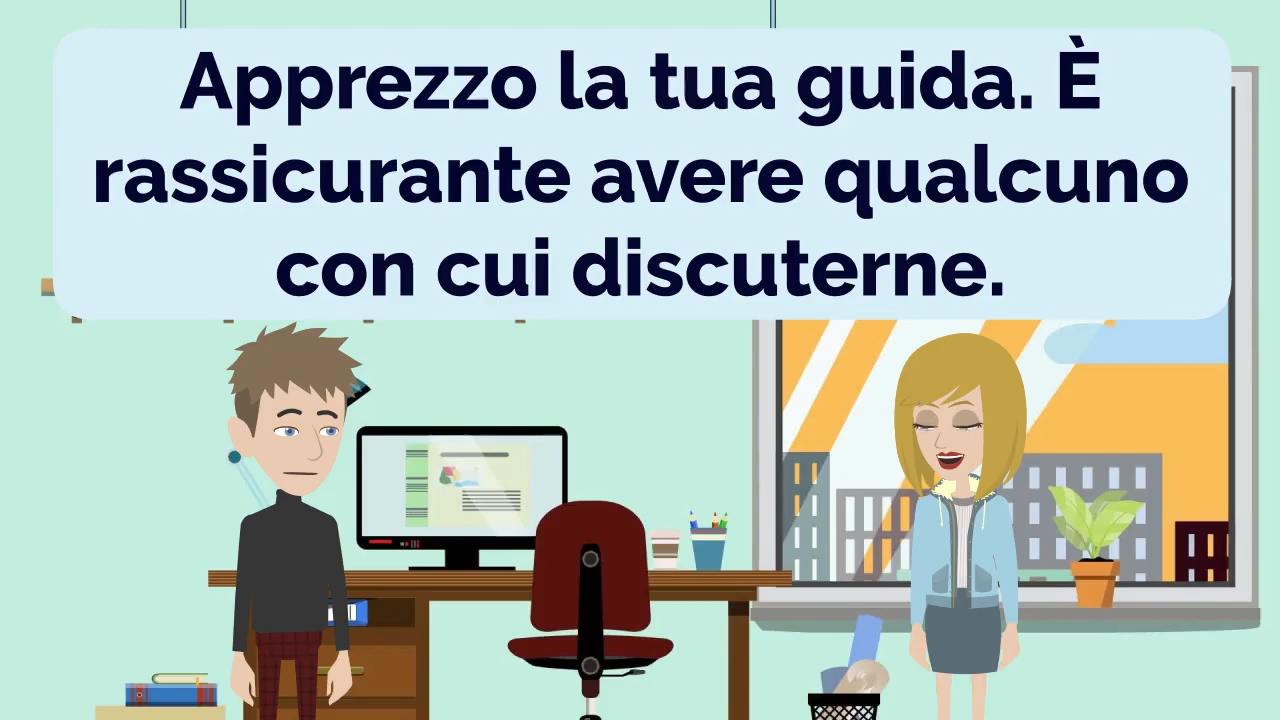 Apprezzo la tua guida. È
rassicurante avere qualcuno
con cui discuterne.